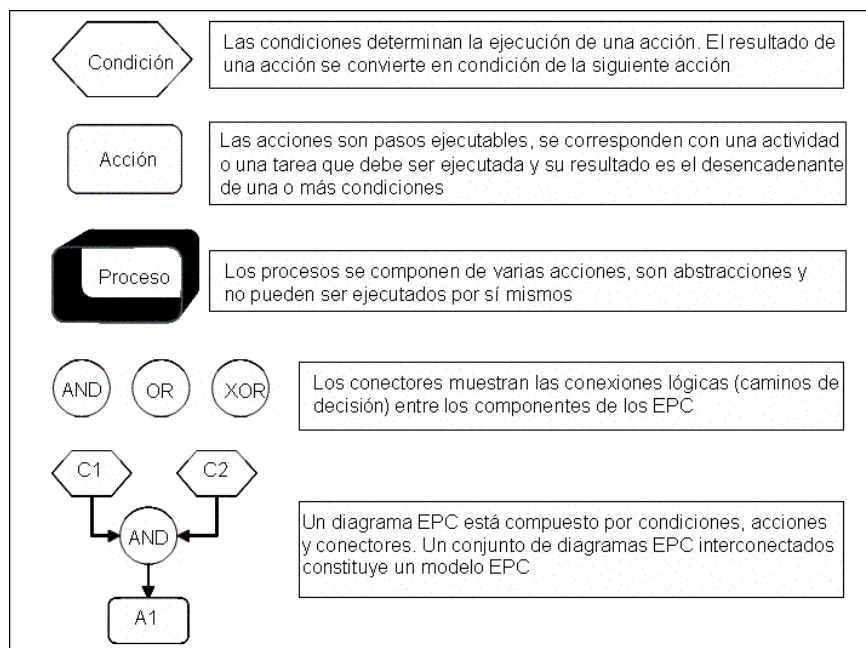 Condición
Las condiciones determinan la ejecución de una acción. El resultado de
una acción se convierte en condición de la siguiente acción
Acción
Las acciones son pasos ejecutables, se corresponden con una actividad
o una tarea que debe ser ejecutada y su resultado es el desencadenante
de una o más condiciones
Proceso
Los procesos se componen de varias acciones, son abstracciones y
no pueden ser ejecutados por sí mismos
AND OR XOR
Los conectores muestran las conexiones lógicas (caminos de
decisión) entre los componentes de los EPC
C1 C2
AND
A1
Un diagrama EPC está compuesto por condiciones, acciones
y conectores. Un conjunto de diagramas EPC interconectados
constituye un modelo EPC